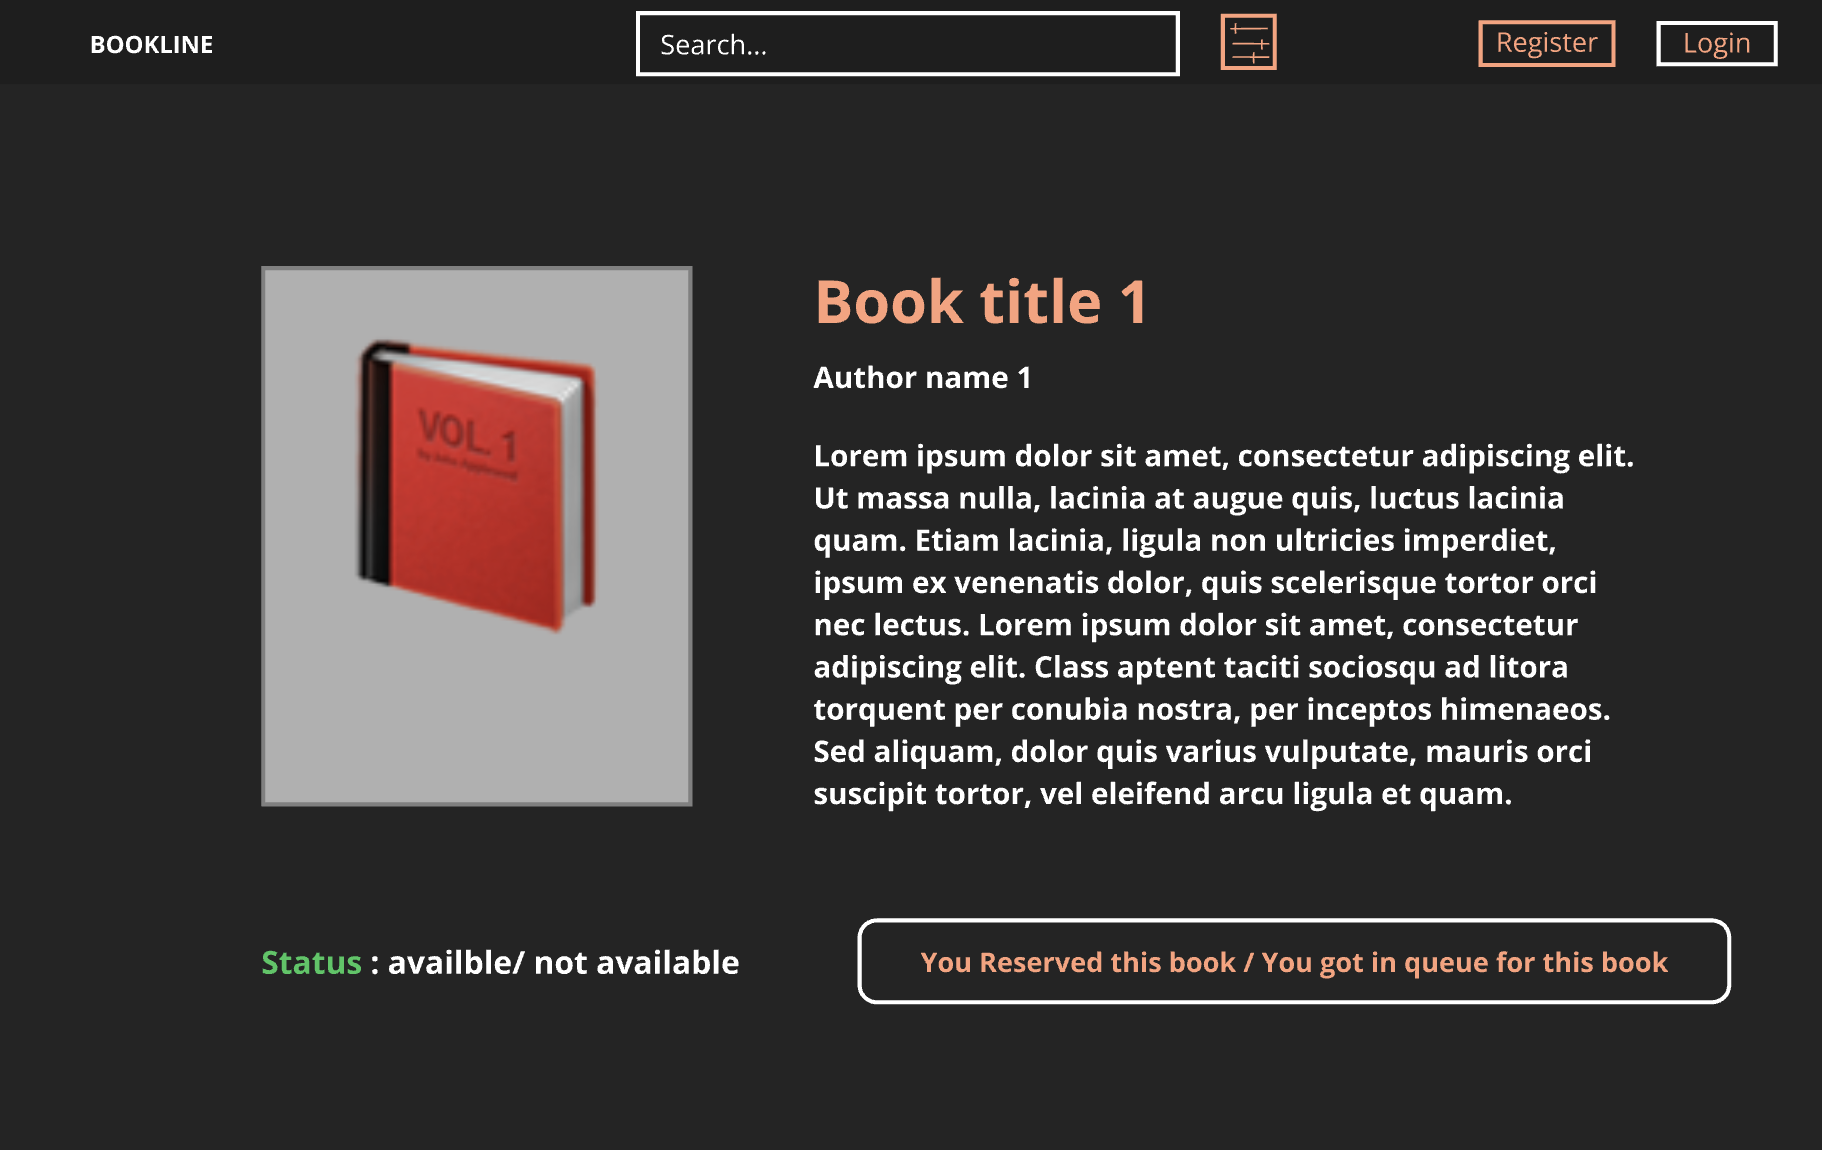 BOOKLINE
Search...
Register
Login
VOL. 1
Book title 1
Author name 1
Lorem ipsum dolor sit amet, consectetur adipiscing elit.
Ut massa nulla, lacinia at augue quis, luctus lacinia
quam. Etiam lacinia, ligula non ultricies imperdiet,
ipsum ex venenatis dolor, quis scelerisque tortor orci
nec lectus. Lorem ipsum dolor sit amet, consectetur
adipiscing elit. Class aptent taciti sociosqu ad litora
torquent per conubia nostra, per inceptos himenaeos.
Sed aliquam, dolor quis varius vulputate, mauris orci
suscipit tortor, vel eleifend arcu ligula et quam.
Status : availble/ not available
You Reserved this book / You got in queue for this book